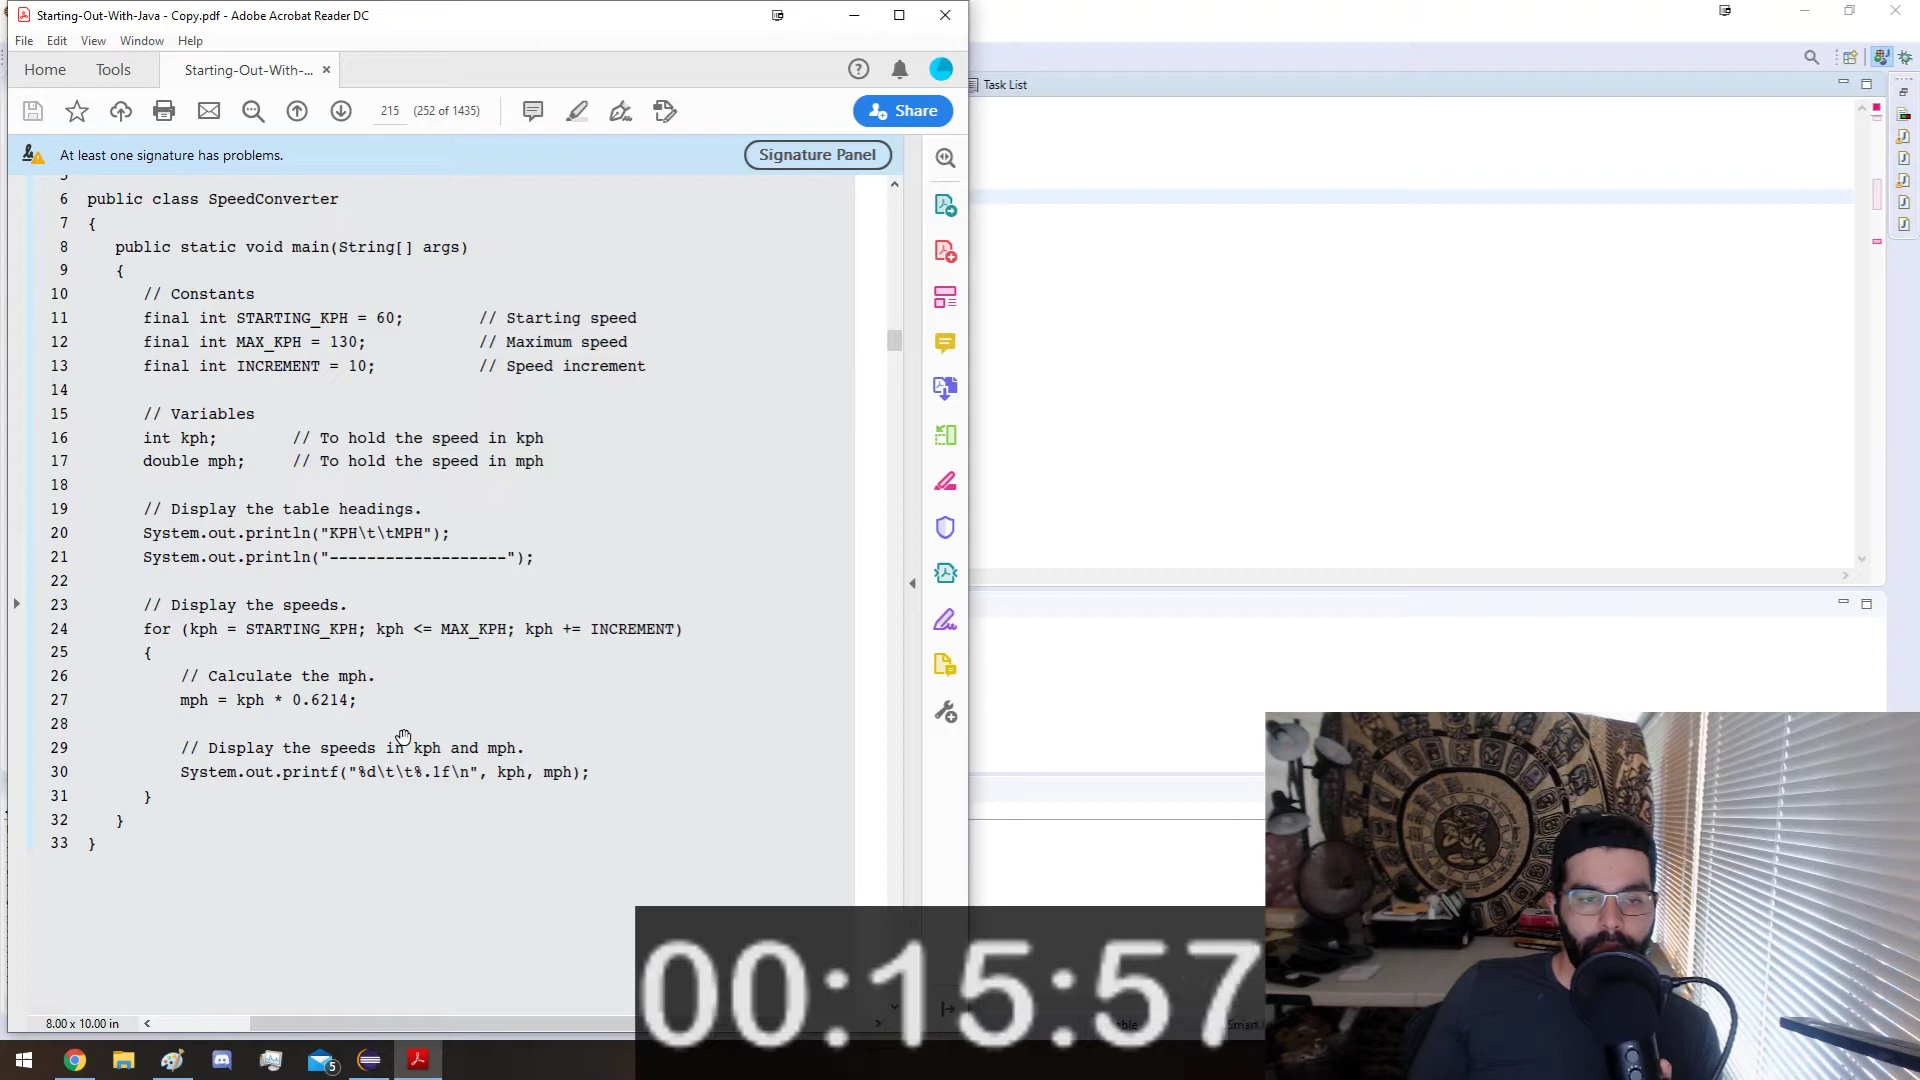 Starting-Out-With-Java - Copy.pdf - Adobe Acrobat Reader DC
File Edit View Window Help
Home Tools Starting-Out-With-...
215 (252 of 1435) Share
Task List
At least one signature has problems. Signature Panel
6 public class SpeedConverter
7 {
8 public static void main(String[] args)
9 {
10 // Constants
11 final int STARTING_KPH = 60; // Starting speed
12 final int MAX_KPH = 130; // Maximum speed
13 final int INCREMENT = 10; // Speed increment
14
15 // Variables
16 int kph; // To hold the speed in kph
17 double mph; // To hold the speed in mph
18
19 // Display the table headings.
20 System.out.println("KPH\t\tMPH");
21 System.out.println("-------------------");
22
23 // Display the speeds.
24 for (kph = STARTING_KPH; kph <= MAX_KPH; kph += INCREMENT)
25 {
26 // Calculate the mph.
27 mph = kph * 0.6214;
28
29 // Display the speeds in kph and mph.
30 System.out.printf("%d\t\t%.1f\n", kph, mph);
31 }
32 }
33 }
8.00 x 10.00 in
00:15:57
5